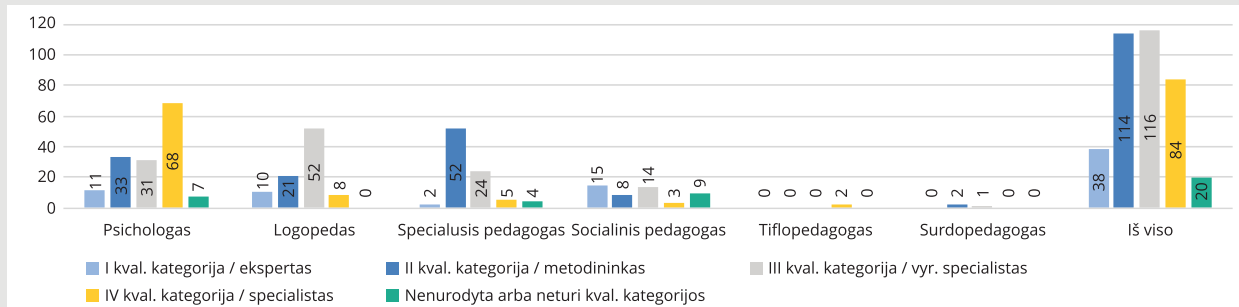 120
100
80
60
40
20
0
11 33 31 68 7
10 21 52 8 0
2 52 24 5 4
15 8 14 3 9
0 0 0 2 0
0 2 1 0 0
38 114 116 84 20
Psichologas Logopedas Specialusis pedagogas Socialinis pedagogas Tiflopedagogas Surdopedagogas Iš viso
I kval. kategorija / ekspertas II kval. kategorija / metodininkas III kval. kategorija / vyr. specialistas
IV kval. kategorija / specialistas Nenurodyta arba neturi kval. kategorijos